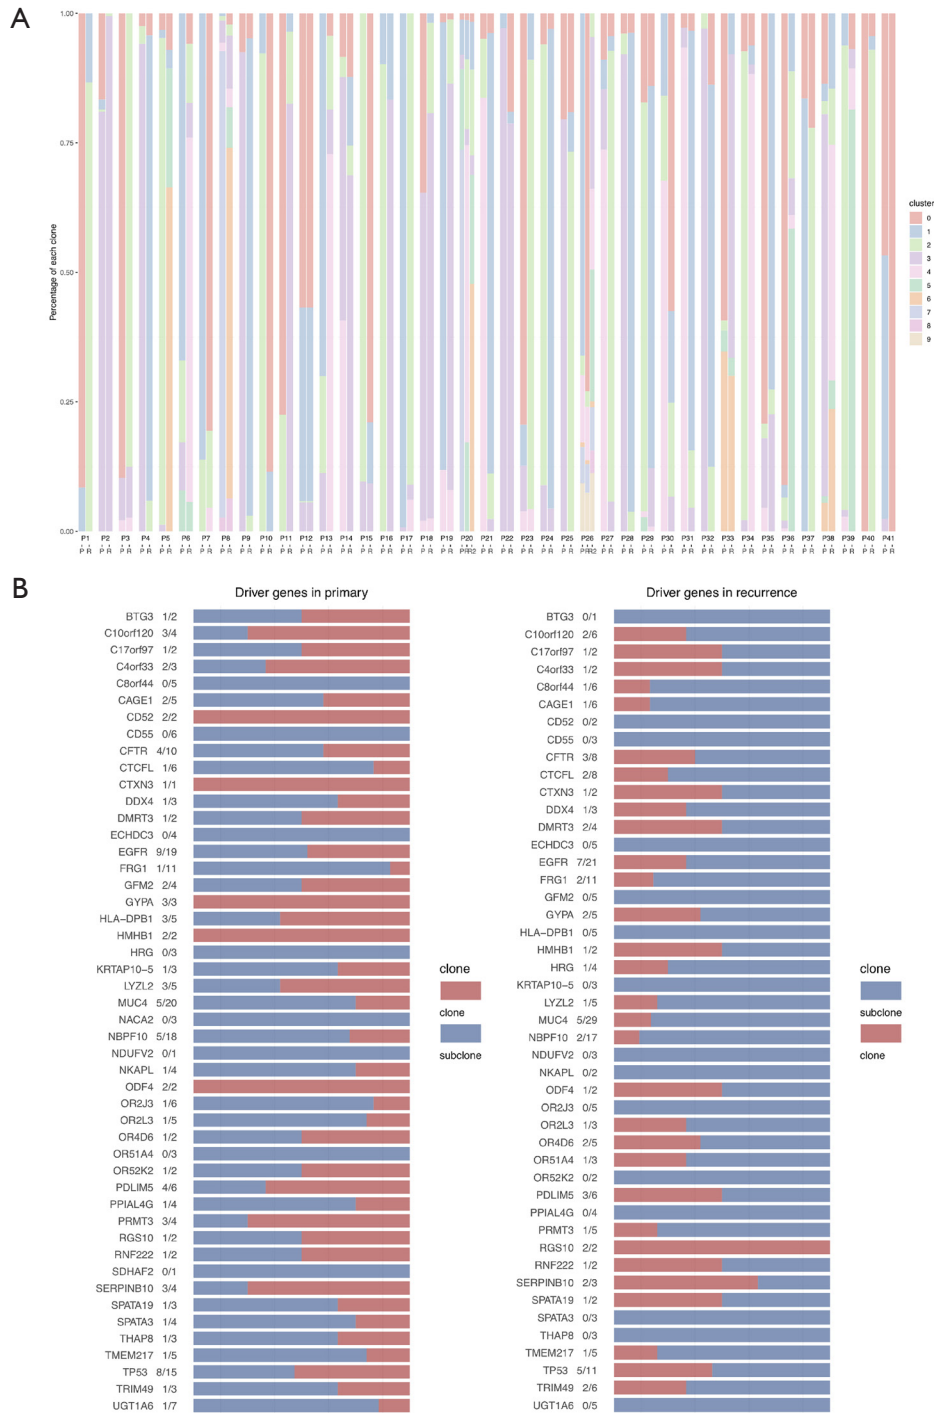 A
Percentage of each clone
1.00
0.75
0.50
0.25
0.00
P1 P2 P3 P4 P5 P6 P7 P8 P9 P10 P11 P12 P13 P14 P15 P16 P17 P18 P19 P20 P21 P22 P23 P24 P25 P26 P27 P28 P29 P30 P31 P32 P33 P34 P35 P36 P37 P38 P39 P40 P41
cluster
0
1
2
3
4
5
6
7
8
9
B
Driver genes in primary
BTG3 1/2
C10orf120 3/4
C17orf97 1/2
C4orf33 2/3
C8orf44 0/5
CAGE1 2/5
CD52 2/2
CD55 0/6
CFTR 4/10
CTCFL 1/6
CTXN3 1/1
DDX4 1/3
DMRT3 1/2
ECHDC3 0/4
EGFR 9/19
FRG1 1/11
GFM2 2/4
GYPA 3/3
HLA-DPB1 3/5
HMHB1 2/2
HRG 0/3
KRTAP10-5 1/3
LYZL2 3/5
MUC4 5/20
NACA2 0/3
NBPF10 5/18
NDUFV2 0/1
NKAPL 1/4
ODF4 2/2
OR2J3 1/6
OR2L3 1/5
OR4D6 1/2
OR51A4 0/3
OR52K2 1/2
PDLIM5 4/6
PPIAL4G 1/4
PRMT3 3/4
RGS10 1/2
RNF222 1/2
SDHAF2 0/1
SERPINB10 3/4
SPATA19 1/3
SPATA3 1/4
THAP8 1/3
TMEM217 1/5
TP53 8/15
TRIM49 1/3
UGT1A6 1/7
clone
clone
subclone
Driver genes in recurrence
BTG3 0/1
C10orf120 2/6
C17orf97 1/2
C4orf33 1/2
C8orf44 1/6
CAGE1 1/6
CD52 0/2
CD55 0/3
CFTR 3/8
CTCFL 2/8
CTXN3 1/2
DDX4 1/3
DMRT3 2/4
ECHDC3 0/5
EGFR 7/21
FRG1 2/11
GFM2 0/5
GYPA 2/5
HLA-DPB1 0/5
HMHB1 1/2
HRG 1/4
KRTAP10-5 0/3
LYZL2 1/5
MUC4 5/29
NBPF10 2/17
NDUFV2 0/3
NKAPL 0/2
ODF4 1/2
OR2J3 0/5
OR2L3 1/3
OR4D6 2/5
OR51A4 1/3
OR52K2 0/2
PDLIM5 3/6
PPIAL4G 0/4
PRMT3 1/5
RGS10 2/2
RNF222 1/2
SERPINB10 2/3
SPATA19 1/2
SPATA3 0/3
THAP8 0/3
TMEM217 1/5
TP53 5/11
TRIM49 2/6
UGT1A6 0/5
clone
subclone
clone